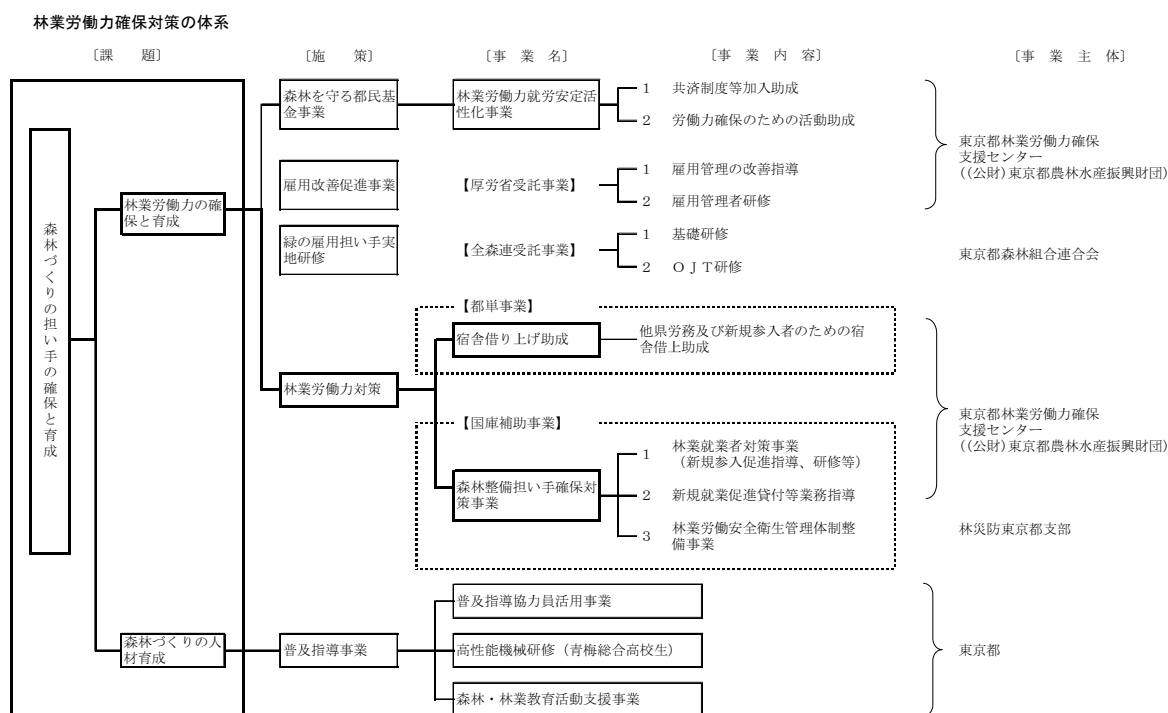 林業労働力確保対策の体系
〔課　題〕
〔施　策〕
〔事　業　名〕
〔事　業　内　容〕
〔事　業　主　体〕
森林づくりの担い手の確保と育成
林業労働力の確
保と育成
森林を守る都民基
金事業
林業労働力就労安定活
性化事業
1　共済制度等加入助成
2　労働力確保のための活動助成
雇用改善促進事業
【厚労省受託事業】
1　雇用管理の改善指導
2　雇用管理者研修
東京都林業労働力確保
支援センター
((公財)東京都農林水産振興財団)
緑の雇用担い手実
地研修
【全森連受託事業】
1　基礎研修
2　ＯＪＴ研修
東京都森林組合連合会
林業労働力対策
【都単事業】
宿舎借り上げ助成
他県労務及び新規参入者のための宿
舎借上助成
【国庫補助事業】
森林整備担い手確保対
策事業
1　林業就業者対策事業
（新規参入促進指導、研修等）
2　新規就業促進貸付等業務指導
3　林業労働安全衛生管理体制整
備事業
東京都林業労働力確保
支援センター
((公財)東京都農林水産振興財団)
林災防東京都支部
森林づくりの人
材育成
普及指導事業
普及指導協力員活用事業
高性能機械研修（青梅総合高校生）
森林・林業教育活動支援事業
東京都